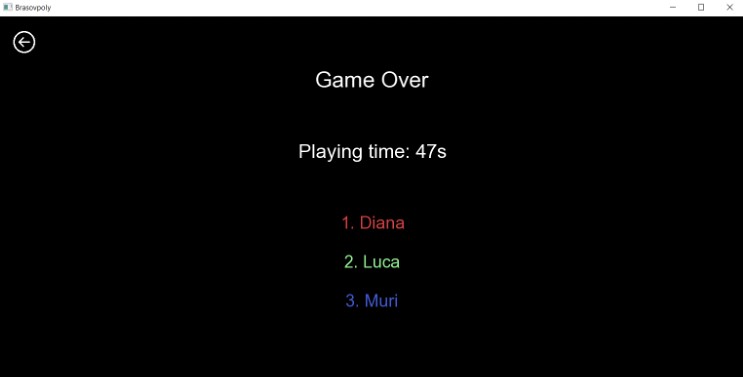 Brasovpoly
Game Over
Playing time: 47s
1. Diana
2. Luca
3. Muri